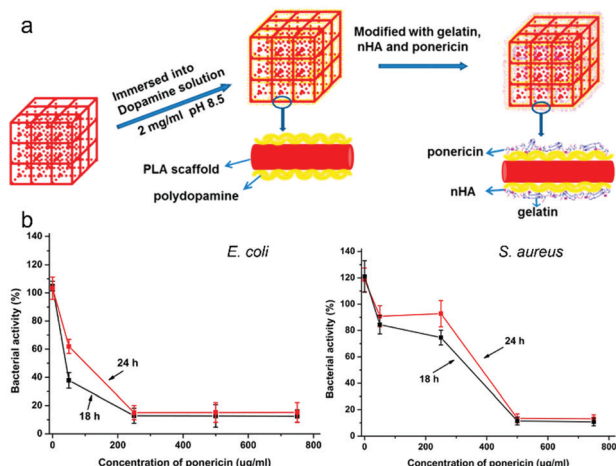 a
Immersed into
Dopamine solution
2 mg/ml pH 8.5
Modified with gelatin,
nHA and ponericin
PLA scaffold
polydopamine
ponericin
nHA
gelatin
b
E. coli
140
120
100
80
60
40
20
0
Bacterial activity (%)
24 h
18 h
0 200 400 600 800
Concentration of ponericin (ug/ml)
S. aureus
140
120
100
80
60
40
20
0
Bacterial activity (%)
24 h
18 h
0 200 400 600 800
Concentration of ponericin (ug/ml)